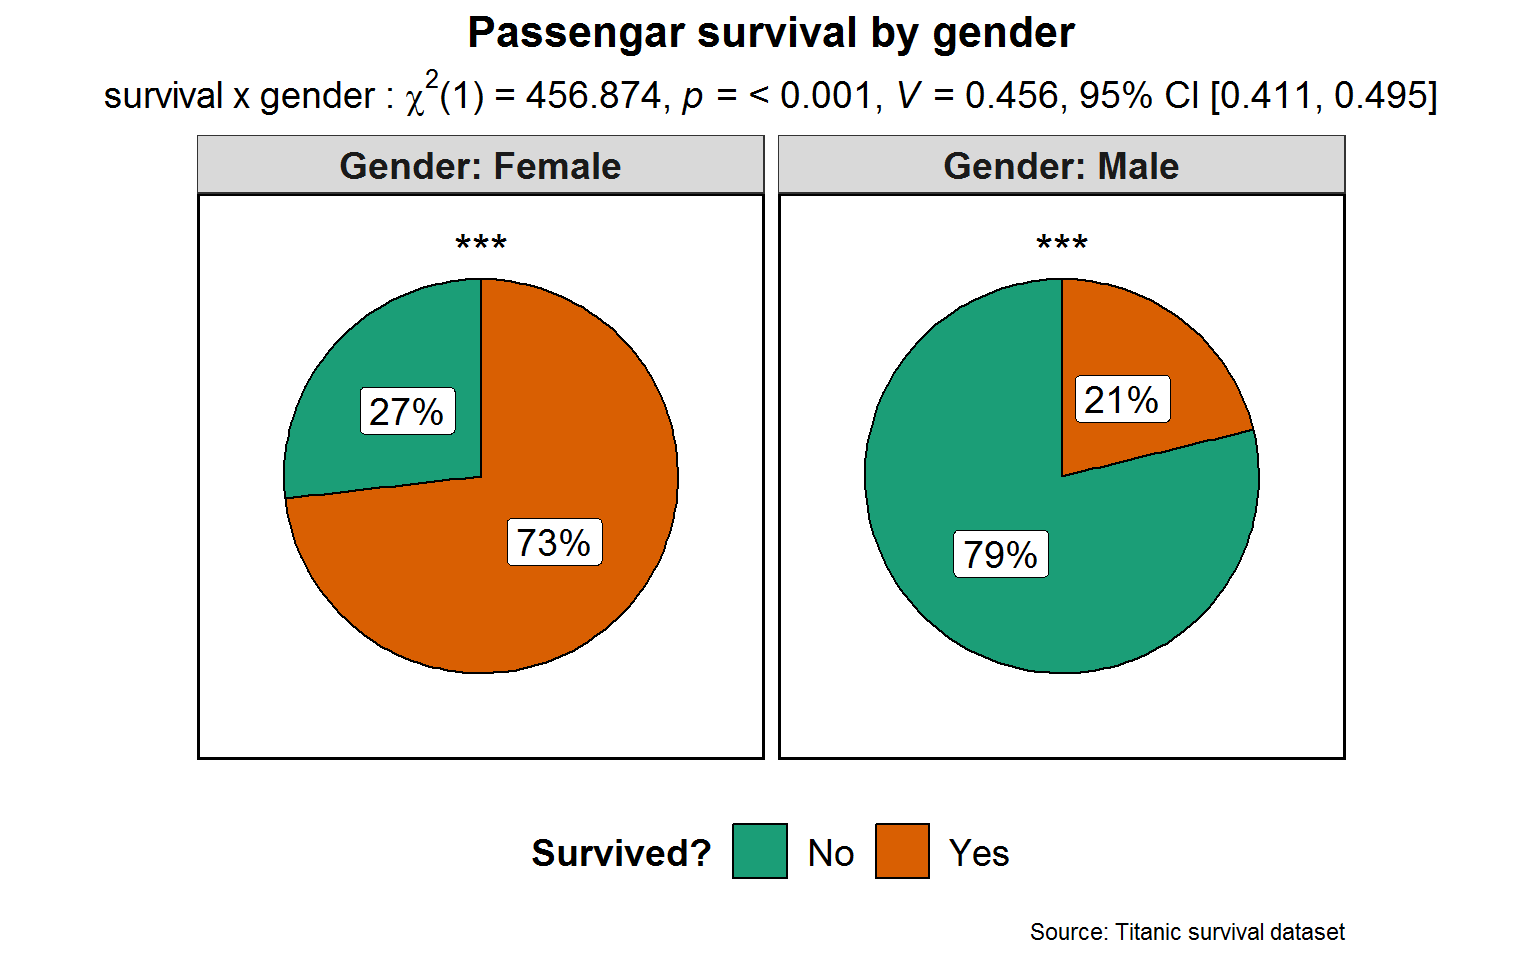 Passengar survival by gender
survival x gender : χ²(1) = 456.874, p = < 0.001, V = 0.456, 95% CI [0.411, 0.495]
Gender: Female
Gender: Male
***
***
27%
73%
21%
79%
Survived? No Yes
Source: Titanic survival dataset